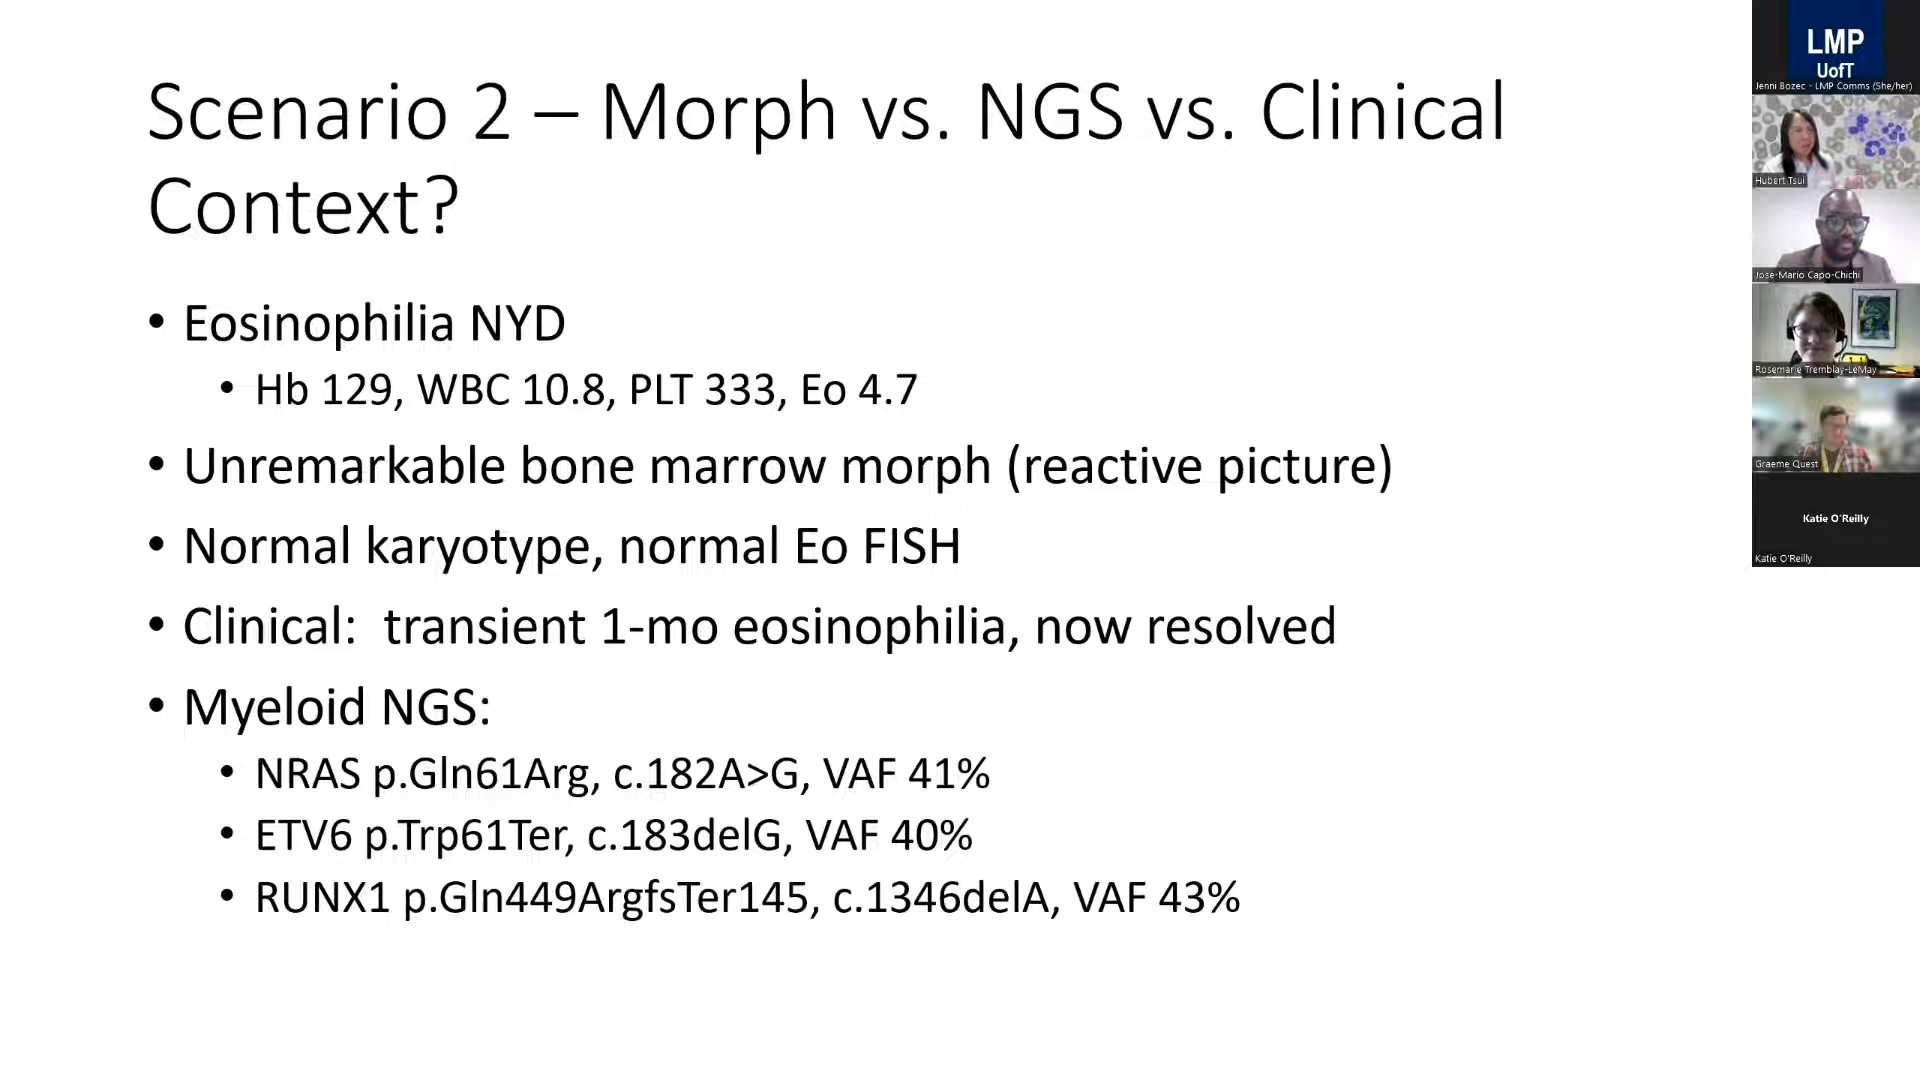 Scenario 2 – Morph vs. NGS vs. Clinical
Context?
• Eosinophilia NYD
• Hb 129, WBC 10.8, PLT 333, Eo 4.7
• Unremarkable bone marrow morph (reactive picture)
• Normal karyotype, normal Eo FISH
• Clinical: transient 1-mo eosinophilia, now resolved
• Myeloid NGS:
• NRAS p.Gln61Arg, c.182A>G, VAF 41%
• ETV6 p.Trp61Ter, c.183delG, VAF 40%
• RUNX1 p.Gln449ArgfsTer145, c.1346delA, VAF 43%
LMP
UofT
Jenni Bozec - LMP Comms (She/her)
Hubert Tsui
Jose-Mario Capo-Chichi
Rosemarie Tremblay-LeMay
Graeme Quest
Katie O'Reilly
Katie O'Reilly